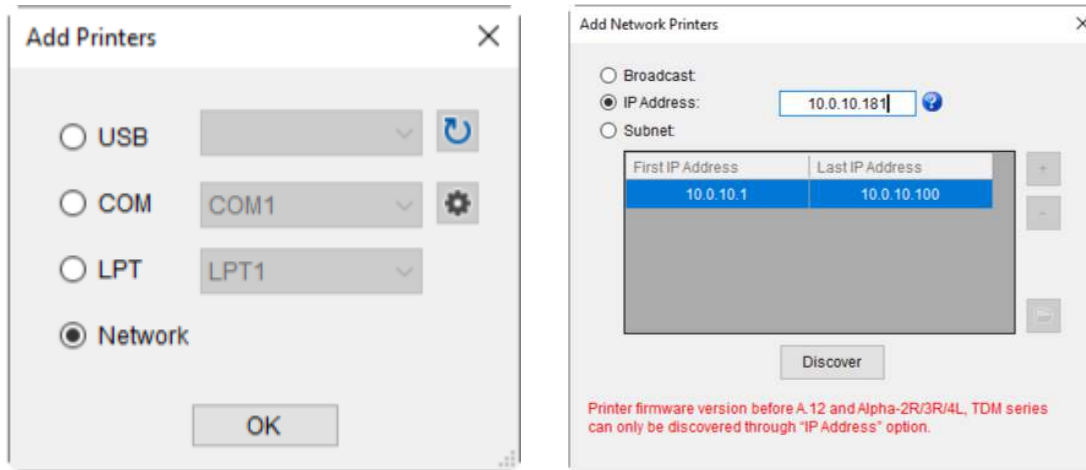 Add Printers
USB
COM COM1
LPT LPT1
Network
OK
Add Network Printers
Broadcast:
IP Address: 10.0.10.181
Subnet:
First IP Address Last IP Address
10.0.10.1 10.0.10.100
+
-
Discover
Printer firmware version before A.12 and Alpha-2R/3R/4L, TDM series
can only be discovered through "IP Address" option.